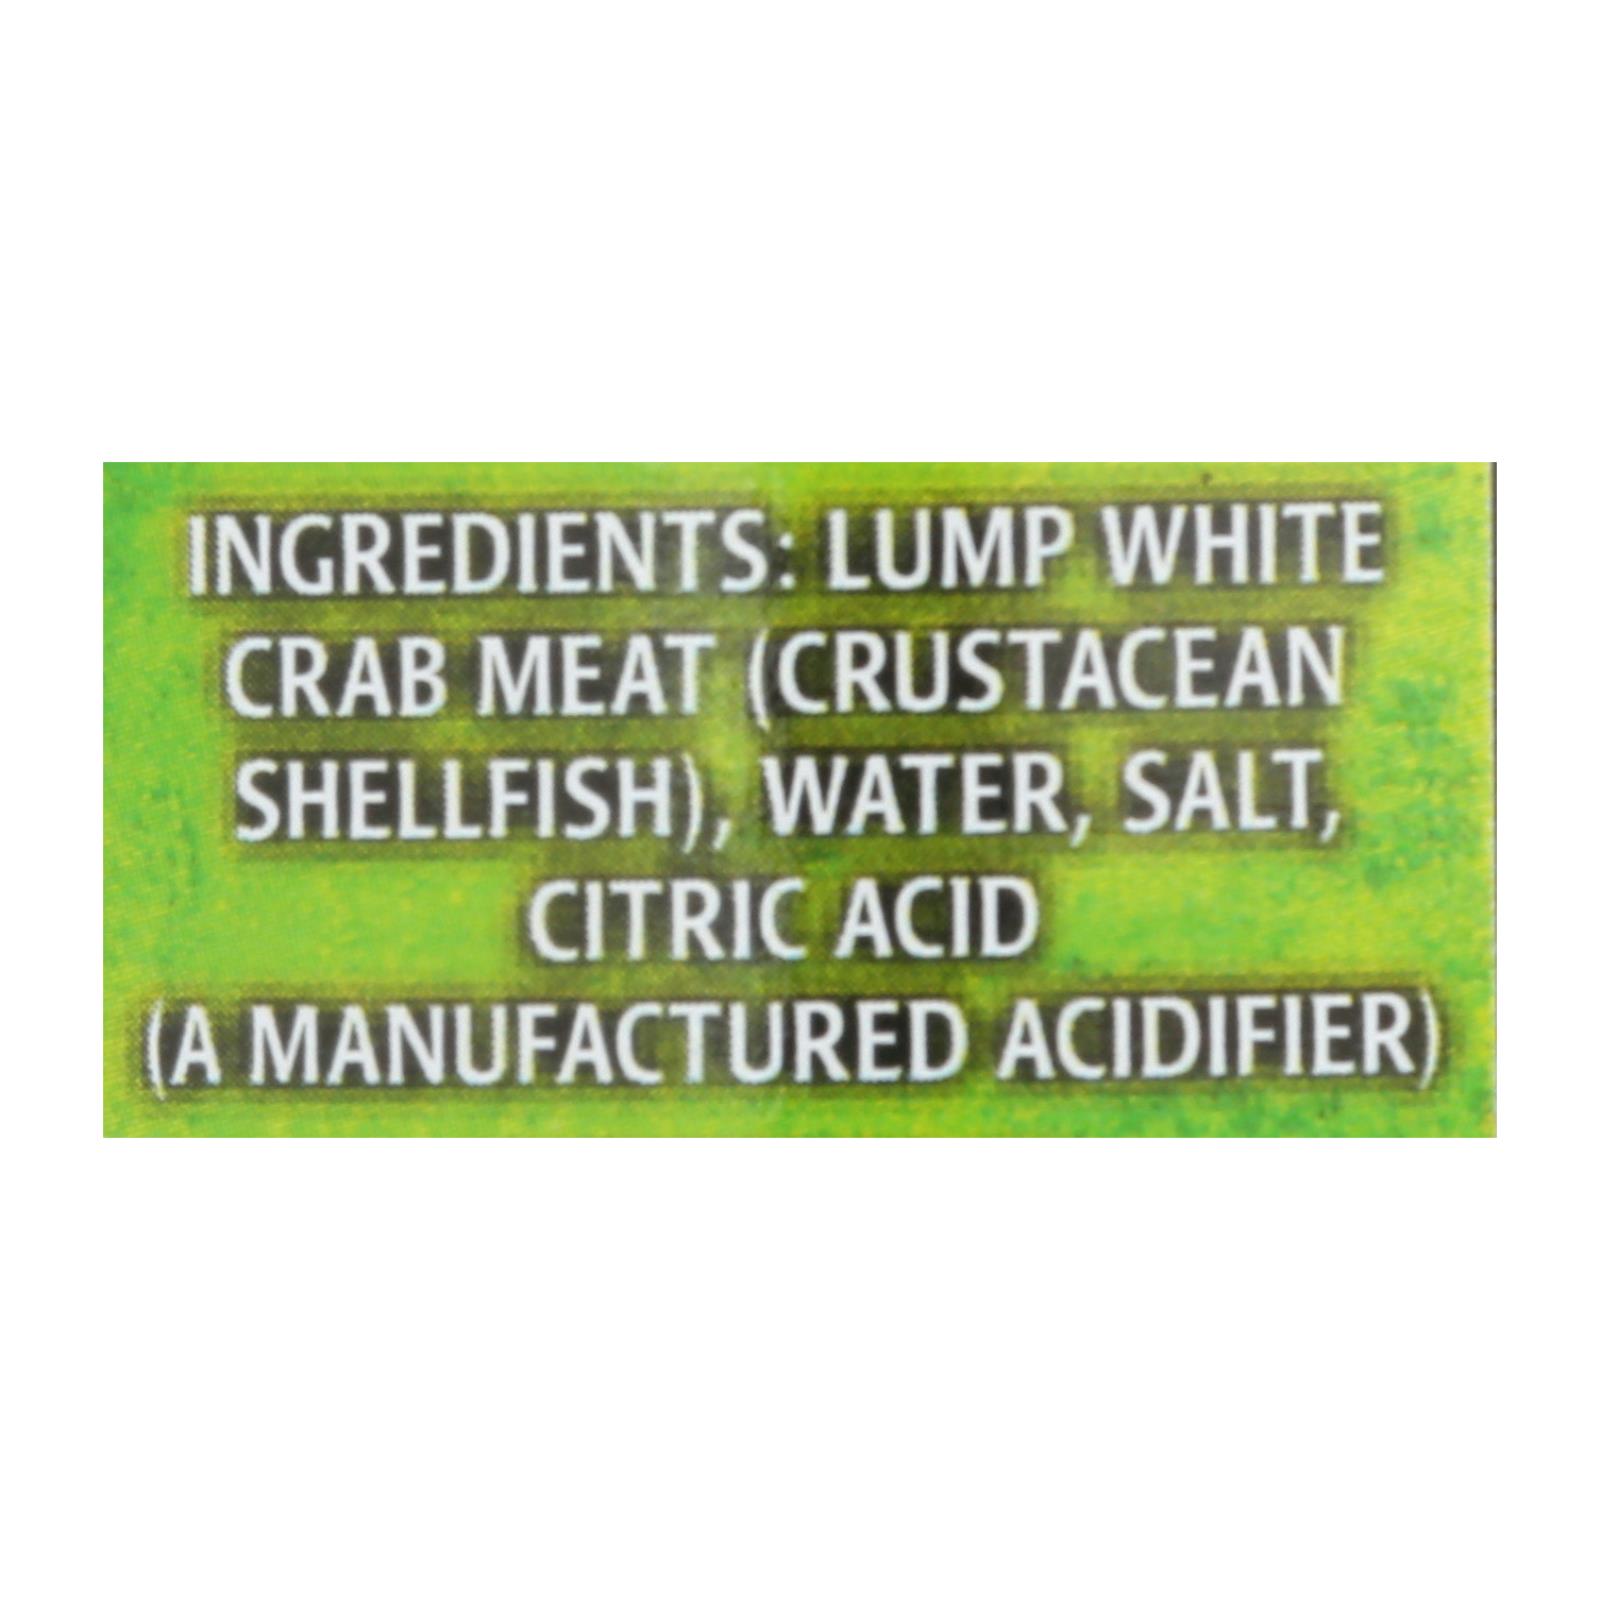 INGREDIENTS: LUMP WHITE
CRAB MEAT (CRUSTACEAN
SHELLFISH), WATER, SALT,
CITRIC ACID
(A MANUFACTURED ACIDIFIER)